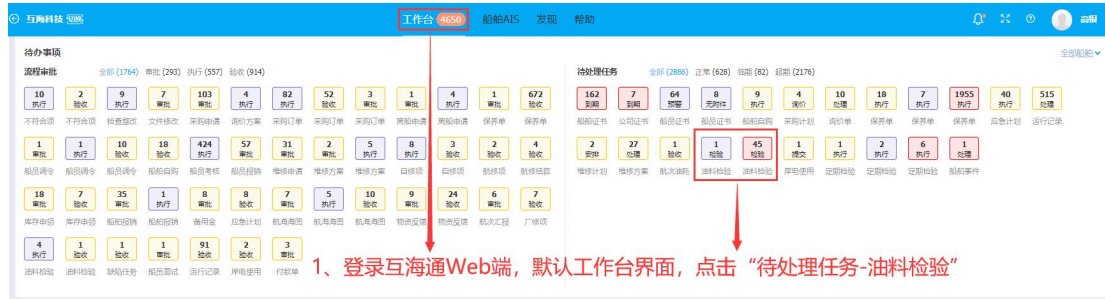 互海科技 切换 工作台 4650 船舶AIS 发现 帮助
待办事项 全部船舶
流程审批 全部 (1764) 审批 (293) 执行 (557) 验收 (914) 待处理任务 全部 (2886) 正常 (628) 临期 (82) 超期 (2176)
10 2 9 7 103 4 82 52 3 1 4 1 672 162 7 64 8 9 4 10 18 7 1955 40 515
执行 验收 执行 审批 审批 执行 执行 验收 审批 审批 执行 审批 验收 到期 到期 预警 无附件 执行 询价 处理 执行 执行 执行 执行 处理
不符合项 不符合项 检查整改 文件修改 采购申请 询价方案 采购订单 采购订单 采购订单 离船申请 离船申请 保养单 保养单 船舶证书 公司证书 船员证书 船员证书 船舶自购 采购计划 询价单 保养单 保养单 保养单 应急计划 运行记录
1 1 10 18 424 57 31 2 5 8 3 2 4 2 27 1 1 45 1 1 2 6 1
审批 执行 验收 验收 执行 审批 审批 审批 执行 执行 验收 验收 验收 安排 处理 验收 检验 检验 提交 执行 执行 执行 处理
船员调令 船员调令 船员调令 船舶自购 船员考核 船员报销 维修申请 维修方案 维修方案 自修项 自修项 航修项 航修结算 维修计划 维修方案 航次油耗 油料检验 油料检验 岸电使用 定期检验 定期检验 定期检验 船舶事件
18 7 35 1 8 8 7 5 10 9 24 6 7
审批 验收 审批 执行 审批 验收 审批 执行 验收 审批 验收 验收 验收
库存申领 库存申领 船舶报销 船舶报销 备用金 应急计划 航海海图 航海海图 航海海图 物资反馈 物资反馈 航次汇报 厂修项
4 1 1 1 91 2 3
执行 验收 验收 审批 验收 验收 审批
油料检验 油料检验 缺陷任务 船员面试 运行记录 岸电使用 付款单
1、登录互海通Web端，默认工作台界面，点击“待处理任务-油料检验”